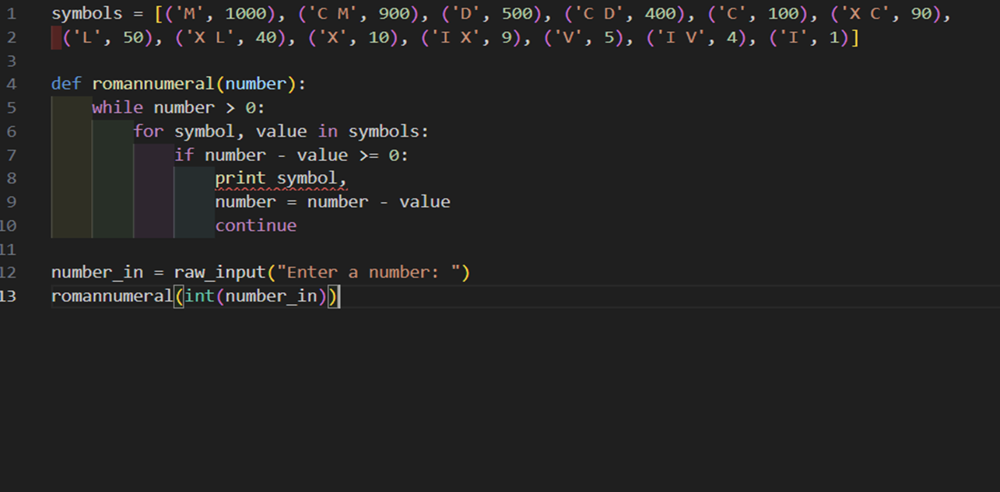 1 symbols = [('M', 1000), ('C M', 900), ('D', 500), ('C D', 400), ('C', 100), ('X C', 90),
2  ('L', 50), ('X L', 40), ('X', 10), ('I X', 9), ('V', 5), ('I V', 4), ('I', 1)]
3
4 def romannumeral(number):
5     while number > 0:
6         for symbol, value in symbols:
7             if number - value >= 0:
8                 print symbol,
9                 number = number - value
10                 continue
11
12 number_in = raw_input("Enter a number: ")
13 romannumeral(int(number_in))